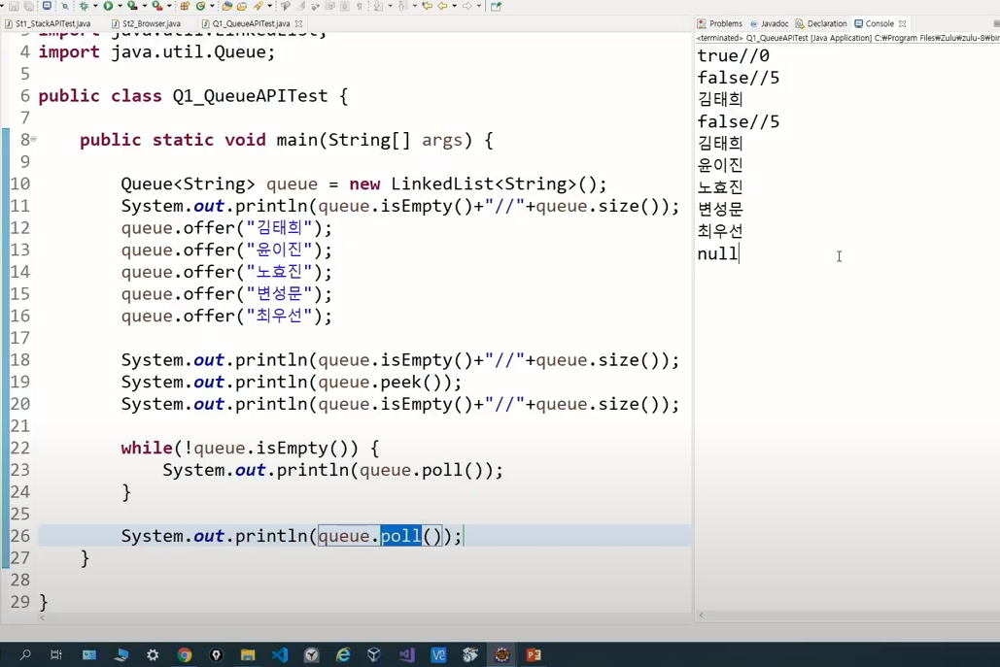 St1_StackAPITest.java
St2_Browser.java
Q1_QueueAPITest.java
import java.util.LinkedList;
4 import java.util.Queue;
5
6 public class Q1_QueueAPITest {
7
8 public static void main(String[] args) {
9
10 Queue<String> queue = new LinkedList<String>();
11 System.out.println(queue.isEmpty()+"//"+queue.size());
12 queue.offer("김태희");
13 queue.offer("윤이진");
14 queue.offer("노효진");
15 queue.offer("변성문");
16 queue.offer("최우선");
17
18 System.out.println(queue.isEmpty()+"//"+queue.size());
19 System.out.println(queue.peek());
20 System.out.println(queue.isEmpty()+"//"+queue.size());
21
22 while(!queue.isEmpty()) {
23 System.out.println(queue.poll());
24 }
25
26 System.out.println(queue.poll());
27 }
28
29 }
Problems
Javadoc
Declaration
Console
<terminated> Q1_QueueAPITest [Java Application] C:₩Program Files₩Zulu₩zulu-8₩bin
true//0
false//5
김태희
false//5
김태희
윤이진
노효진
변성문
최우선
null